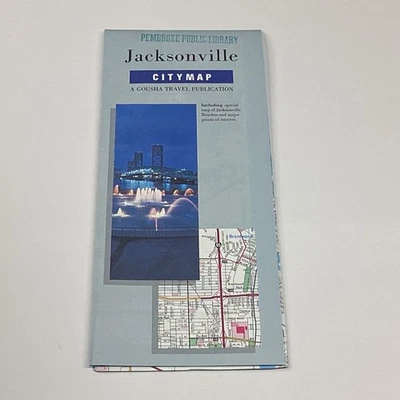 PEMBROKE PUBLIC LIBRARY
Jacksonville
CITYMAP
A GOUSHA TRAVEL PUBLICATION
Including special
map of Jacksonville
Beaches and major
points of interest.